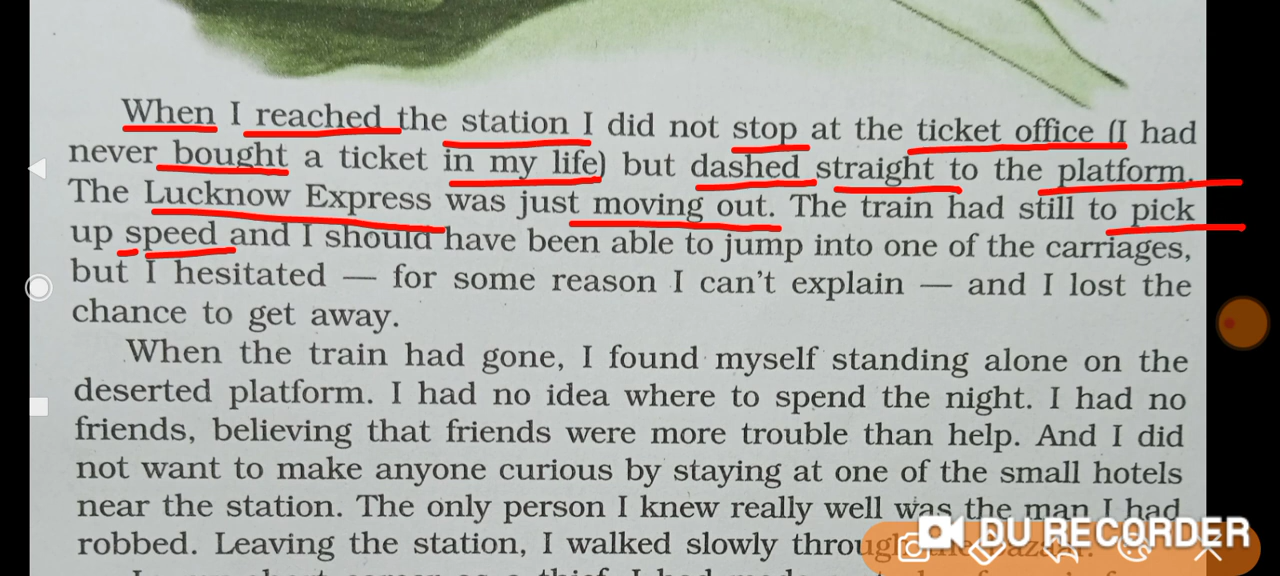 When I reached the station I did not stop at the ticket office (I had
never bought a ticket in my life) but dashed straight to the platform.
The Lucknow Express was just moving out. The train had still to pick
up speed and I should have been able to jump into one of the carriages,
but I hesitated — for some reason I can't explain — and I lost the
chance to get away.
When the train had gone, I found myself standing alone on the
deserted platform. I had no idea where to spend the night. I had no
friends, believing that friends were more trouble than help. And I did
not want to make anyone curious by staying at one of the small hotels
near the station. The only person I knew really well was the man I had
robbed. Leaving the station, I walked slowly through
DU RECORDER